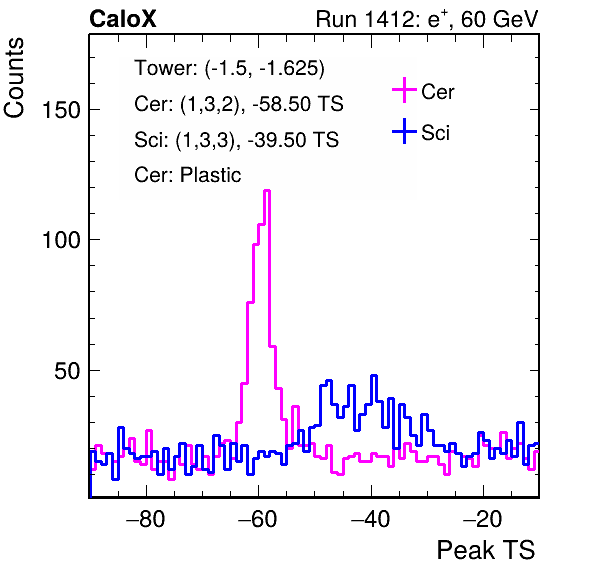 CaloX Run 1412: e⁺, 60 GeV
Counts
Tower: (-1.5, -1.625)
Cer: (1,3,2), -58.50 TS
Sci: (1,3,3), -39.50 TS
Cer: Plastic
Cer
Sci
150
100
50
−80 −60 −40 −20
Peak TS